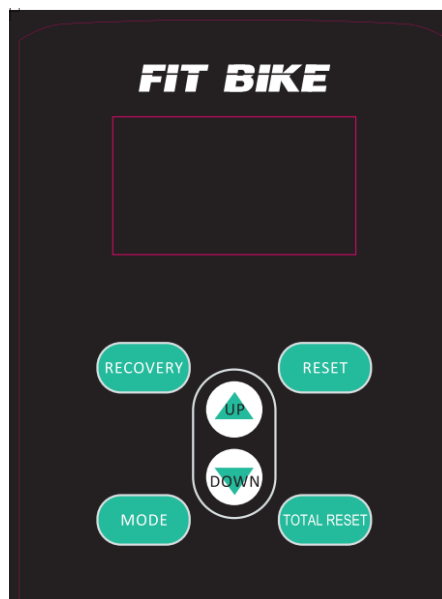 FIT BIKE
RECOVERY
RESET
UP
DOWN
MODE
TOTAL RESET